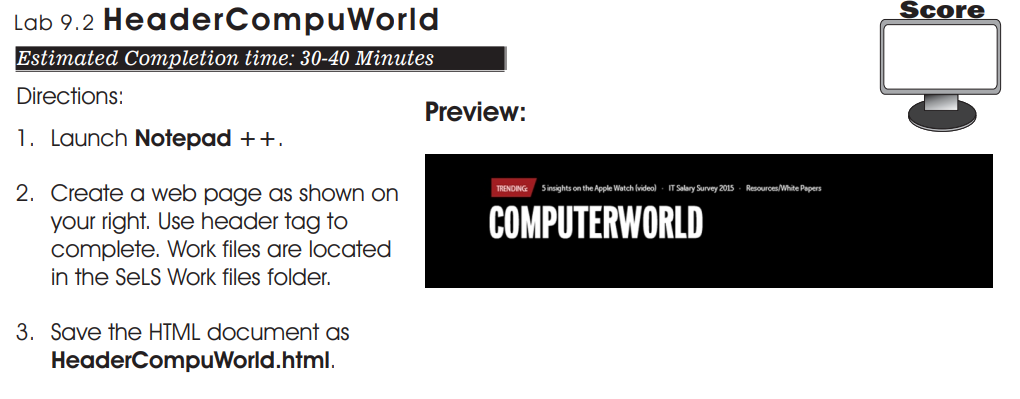 Lab 9.2 HeaderCompuWorld
Score
Estimated Completion time: 30-40 Minutes
Directions:
1. Launch Notepad ++.
2. Create a web page as shown on
your right. Use header tag to
complete. Work files are located
in the SeLS Work files folder.
3. Save the HTML document as
HeaderCompuWorld.html.
Preview:
TRENDING: 5 insights on the Apple Watch (video) · IT Salary Survey 2015 · Resources/White Papers
COMPUTERWORLD